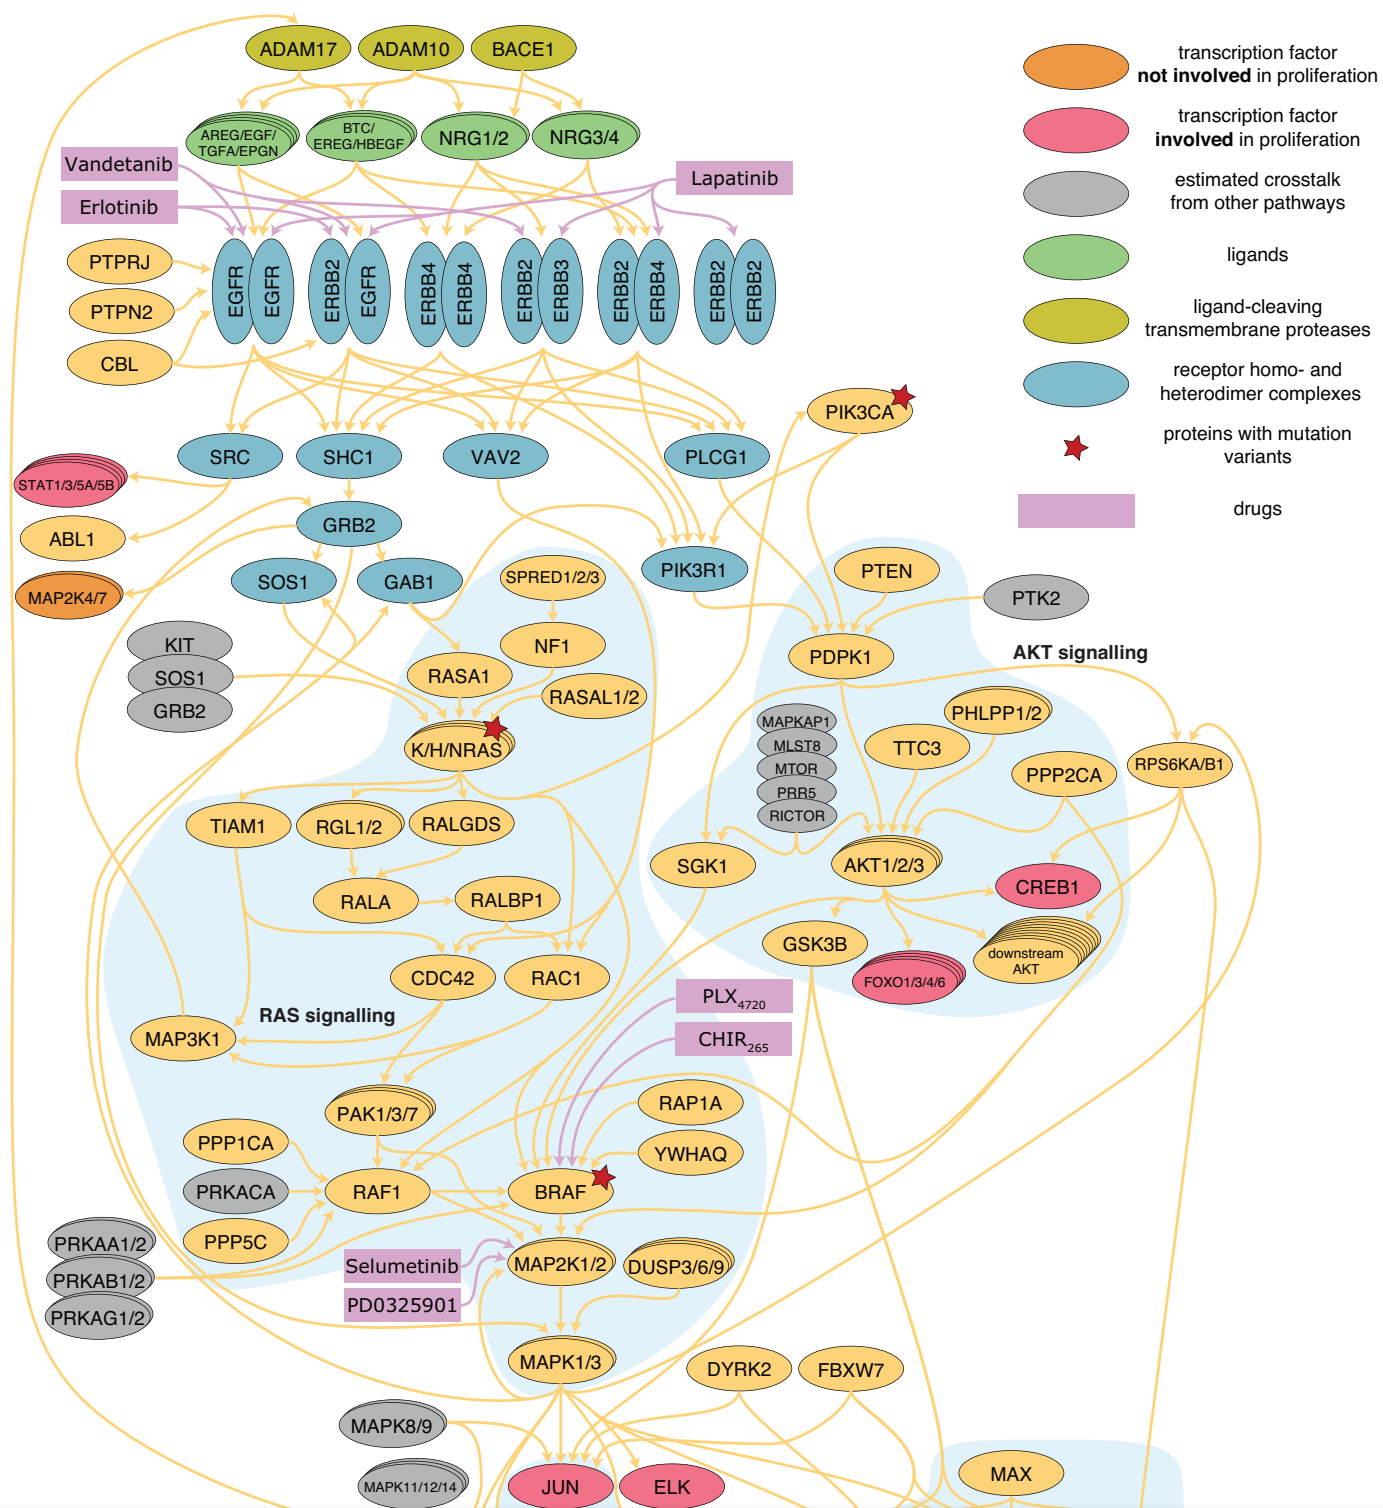 ADAM17
ADAM10
BACE1
AREG/EGF/
TGFA/EPGN
BTC/
EREG/HBEGF
NRG1/2
NRG3/4
Vandetanib
Erlotinib
Lapatinib
PTPRJ
PTPN2
CBL
EGFR
EGFR
ERBB2
EGFR
ERBB4
ERBB4
ERBB2
ERBB3
ERBB2
ERBB4
ERBB2
ERBB2
transcription factor
not involved in proliferation
transcription factor
involved in proliferation
estimated crosstalk
from other pathways
ligands
ligand-cleaving
transmembrane proteases
receptor homo- and
heterodimer complexes
proteins with mutation
variants
drugs
PIK3CA
SRC
SHC1
VAV2
PLCG1
STAT1/3/5A/5B
ABL1
MAP2K4/7
GRB2
SOS1
GAB1
SPRED1/2/3
PIK3R1
PTEN
PTK2
KIT
SOS1
GRB2
NF1
RASA1
RASAL1/2
PDPK1
AKT signalling
K/H/NRAS
MAPKAP1
MLST8
MTOR
PRR5
RICTOR
PHLPP1/2
TTC3
PPP2CA
RPS6KA/B1
TIAM1
RGL1/2
RALGDS
SGK1
AKT1/2/3
CREB1
RALA
RALBP1
GSK3B
FOXO1/3/4/6
downstream
AKT
CDC42
RAC1
RAS signalling
MAP3K1
PLX4720
CHIR265
PAK1/3/7
RAP1A
YWHAQ
PPP1CA
PRKACA
PPP5C
RAF1
BRAF
PRKAA1/2
PRKAB1/2
PRKAG1/2
Selumetinib
PD0325901
MAP2K1/2
DUSP3/6/9
MAPK1/3
DYRK2
FBXW7
MAPK8/9
MAPK11/12/14
JUN
ELK
MAX